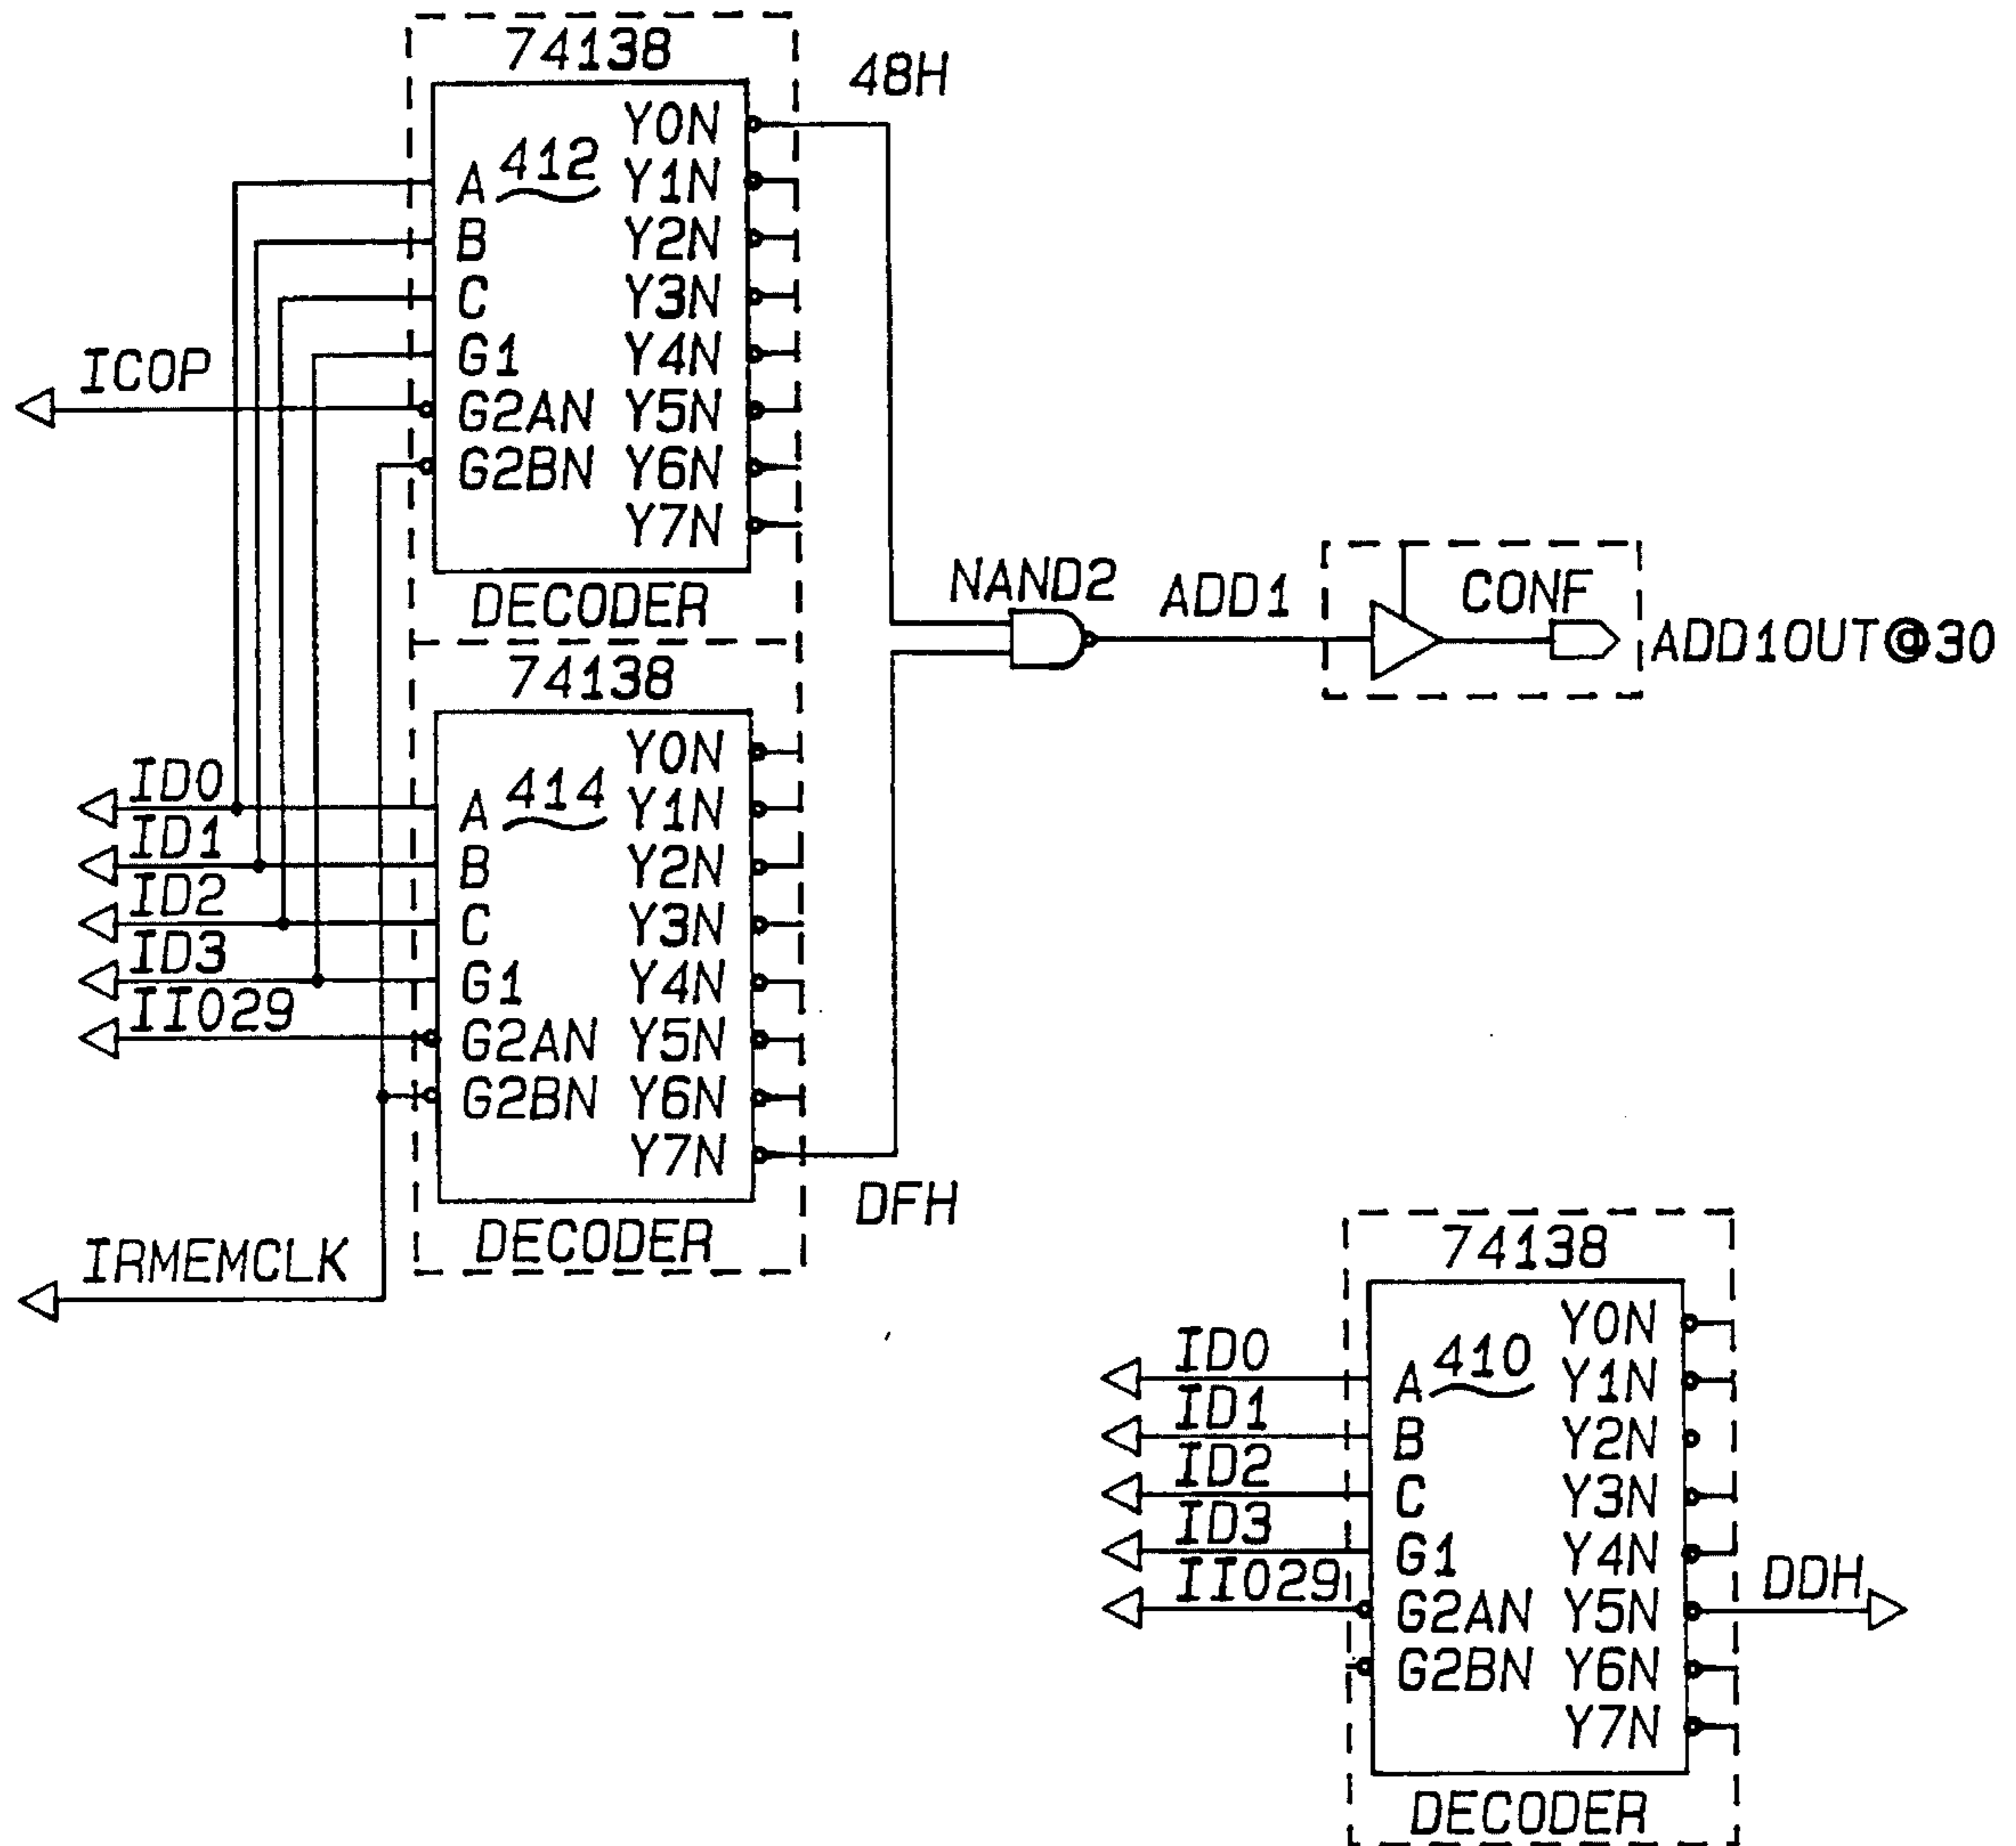 74138
48H
412
Y0N
A Y1N
B Y2N
C Y3N
G1 Y4N
ICOP
G2AN Y5N
G2BN Y6N
Y7N
DECODER
NAND2
ADD1
CONF
ADD1OUT@30
74138
414
Y0N
ID0
A Y1N
ID1
B Y2N
ID2
C Y3N
ID3
G1 Y4N
IIO29
G2AN Y5N
G2BN Y6N
Y7N
DFH
DECODER
IRMEMCLK
74138
410
Y0N
ID0
A Y1N
ID1
B Y2N
ID2
C Y3N
ID3
G1 Y4N
IIO29
G2AN Y5N
DDH
G2BN Y6N
Y7N
DECODER